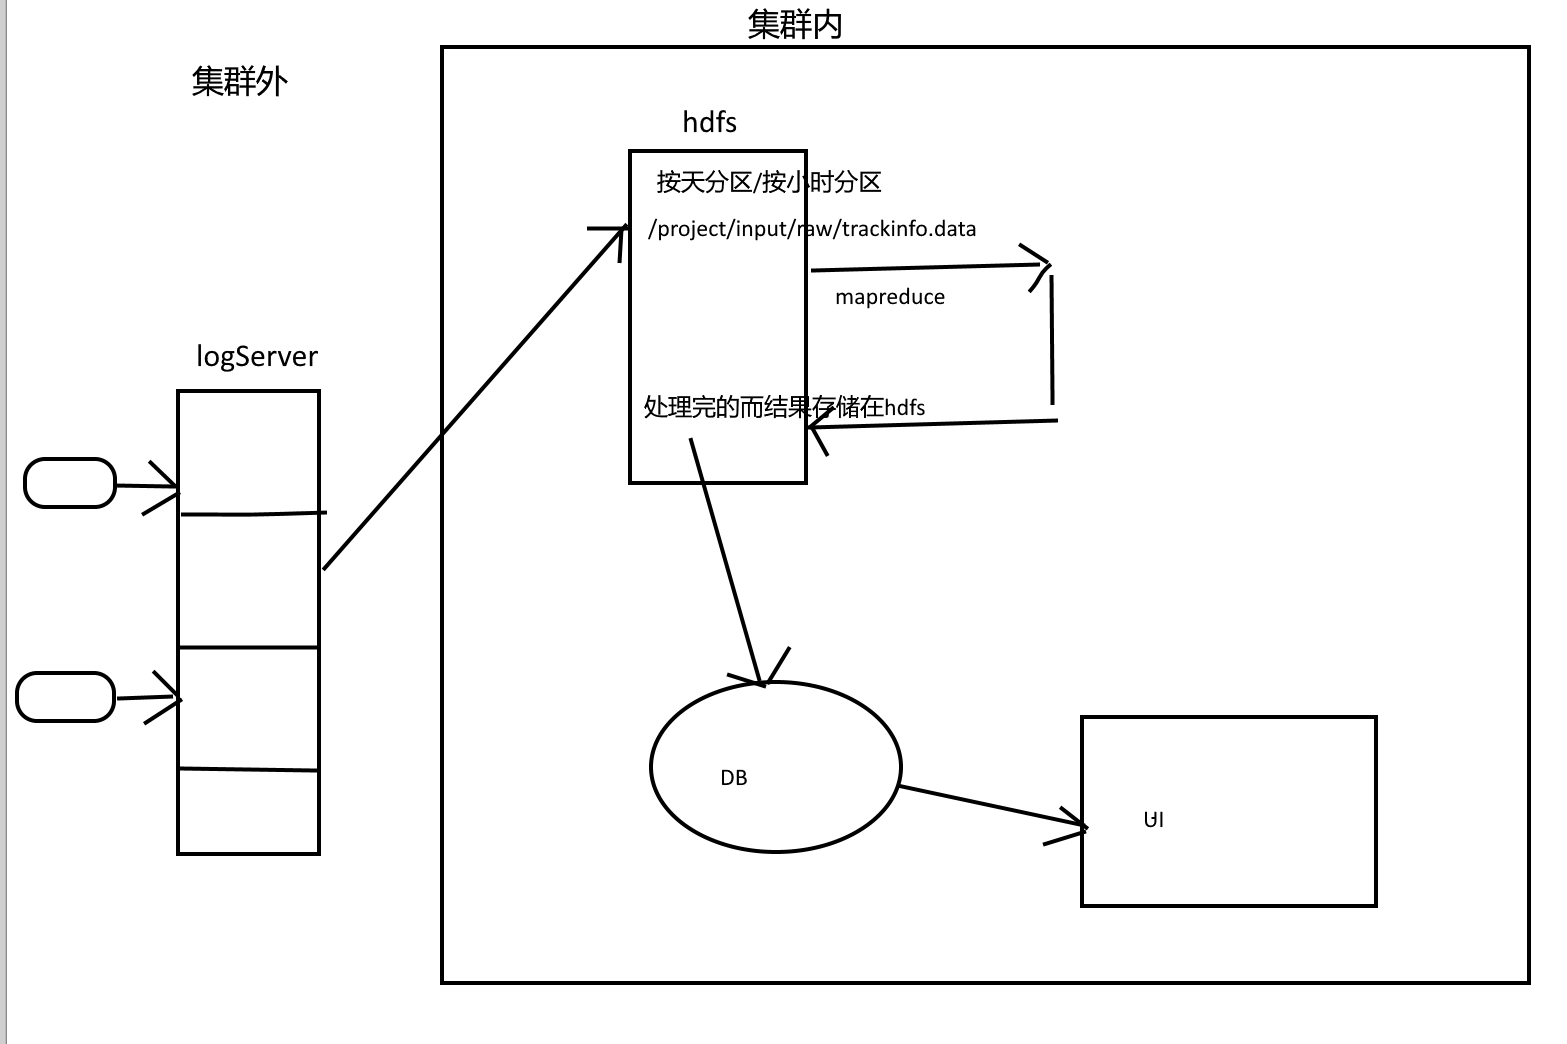 集群内
集群外
hdfs
按天分区/按小时分区
/project/input/raw/trackinfo.data
mapreduce
logServer
处理完的而结果存储在hdfs
DB
UI